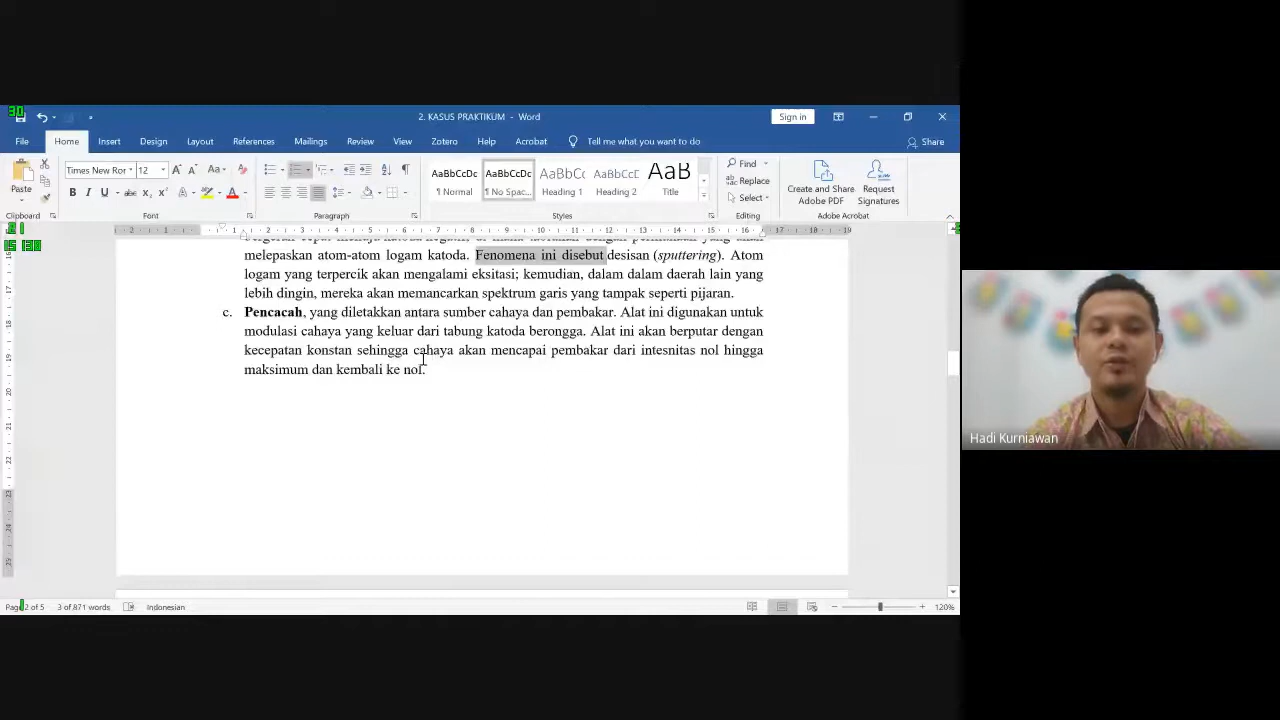 30
2. KASUS PRAKTIKUM - Word
Sign in
File Home Insert Design Layout References Mailings Review View Zotero Help Acrobat Tell me what you want to do Share
Paste
Clipboard
Times New Ror 12
Font
Paragraph
AaBbCcDc AaBbCcDc AaBbCc AaBbCcD AaB
¶ Normal ¶ No Spac... Heading 1 Heading 2 Title
Styles
Find
Replace
Select
Editing
Create and Share Adobe PDF
Request Signatures
Adobe Acrobat
melepaskan atom-atom logam katoda. Fenomena ini disebut desisan (sputtering). Atom
logam yang terpercik akan mengalami eksitasi; kemudian, dalam dalam daerah lain yang
lebih dingin, mereka akan memancarkan spektrum garis yang tampak seperti pijaran.
c. Pencacah, yang diletakkan antara sumber cahaya dan pembakar. Alat ini digunakan untuk
modulasi cahaya yang keluar dari tabung katoda berongga. Alat ini akan berputar dengan
kecepatan konstan sehingga cahaya akan mencapai pembakar dari intesnitas nol hingga
maksimum dan kembali ke nol.
Hadi Kurniawan
Page 2 of 5 3 of 871 words Indonesian 120%